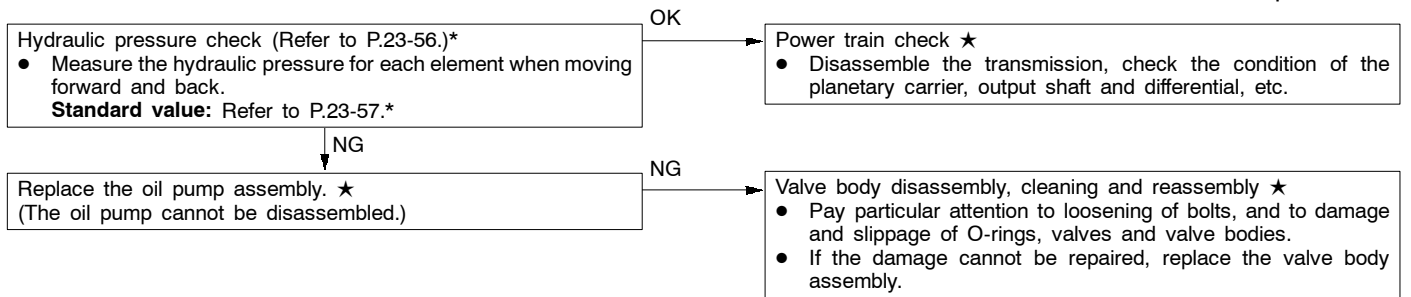 OK
Hydraulic pressure check (Refer to P.23-56.)*
● Measure the hydraulic pressure for each element when moving
forward and back.
Standard value: Refer to P.23-57.*
Power train check ★
● Disassemble the transmission, check the condition of the
planetary carrier, output shaft and differential, etc.
NG
NG
Replace the oil pump assembly. ★
(The oil pump cannot be disassembled.)
Valve body disassembly, cleaning and reassembly ★
● Pay particular attention to loosening of bolts, and to damage
and slippage of O-rings, valves and valve bodies.
● If the damage cannot be repaired, replace the valve body
assembly.